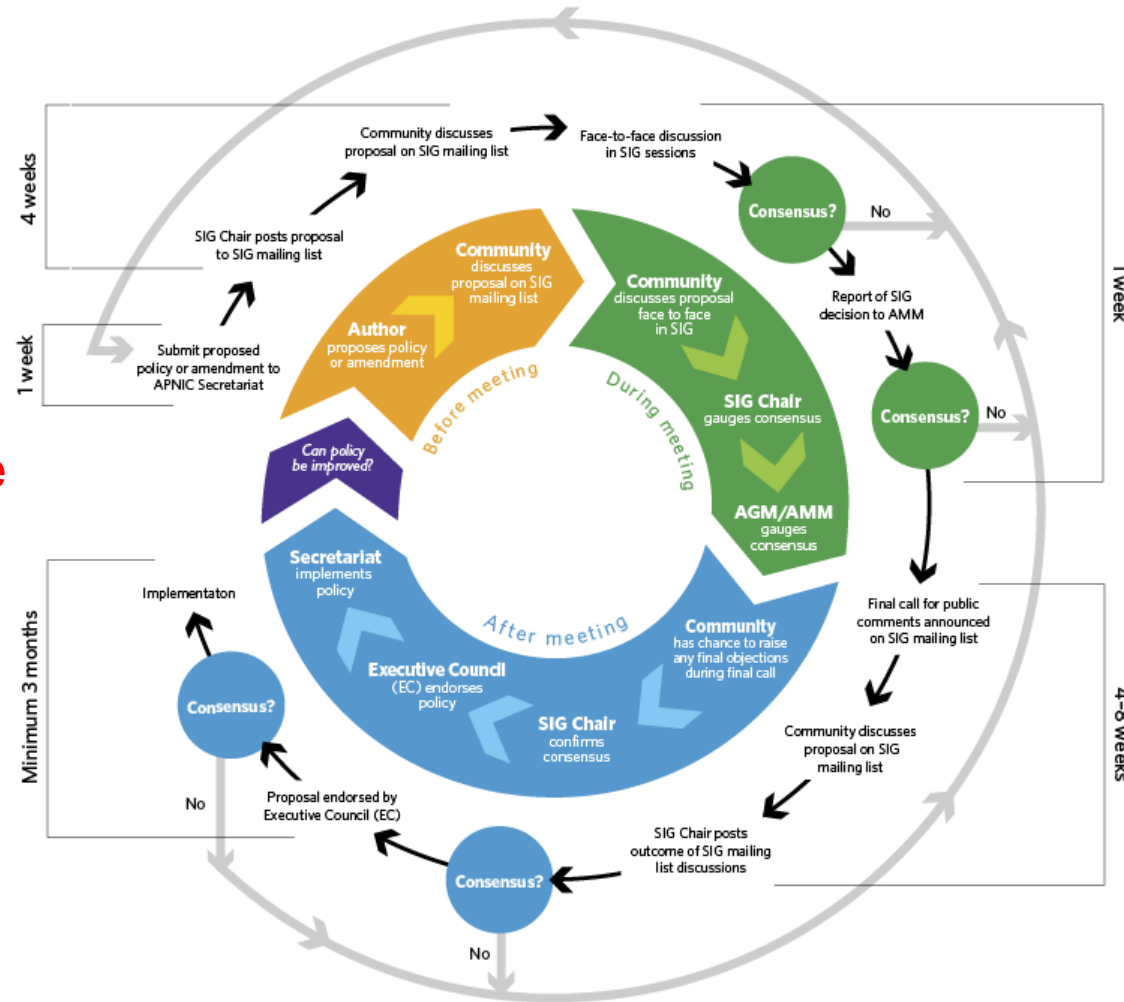 4 weeks
1 week
Submit proposed
policy or amendment to
APNIC Secretariat
SIG Chair posts proposal
to SIG mailing list
Community discusses
proposal on SIG mailing list
Face-to-face discussion
in SIG sessions
Consensus?
No
Report of SIG
decision to AMM
Consensus?
No
1 week
Final call for public
comments announced
on SIG mailing list
Community discusses
proposal on SIG
mailing list
SIG Chair posts
outcome of SIG mailing
list discussions
4–8 weeks
Consensus?
No
Proposal endorsed by
Executive Council (EC)
Consensus?
No
Implementaton
Minimum 3 months
e
Before meeting
Author
proposes policy
or amendment
Community
discusses
proposal on SIG
mailing list
During meeting
Community
discusses proposal
face to face
in SIG
SIG Chair
gauges consensus
AGM/AMM
gauges
consensus
After meeting
Community
has chance to raise
any final objections
during final call
SIG Chair
confirms
consensus
Executive Council
(EC) endorses
policy
Secretariat
implements
policy
Can policy
be improved?